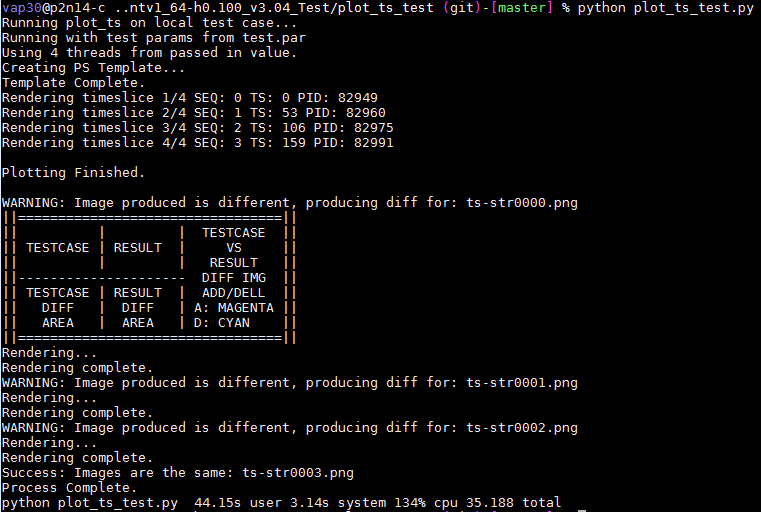 vap30@p2n14-c ..ntv1_64-h0.100_v3.04_Test/plot_ts_test (git)-[master] % python plot_ts_test.py
Running plot_ts on local test case...
Running with test params from test.par
Using 4 threads from passed in value.
Creating PS Template...
Template Complete.
Rendering timeslice 1/4 SEQ: 0 TS: 0 PID: 82949
Rendering timeslice 2/4 SEQ: 1 TS: 53 PID: 82960
Rendering timeslice 3/4 SEQ: 2 TS: 106 PID: 82975
Rendering timeslice 4/4 SEQ: 3 TS: 159 PID: 82991

Plotting Finished.

WARNING: Image produced is different, producing diff for: ts-str0000.png
||=================================||
||          |         |  TESTCASE  ||
|| TESTCASE | RESULT  |     VS     ||
||          |         |   RESULT   ||
||---------------------  DIFF IMG  ||
|| TESTCASE | RESULT  |  ADD/DELL  ||
||   DIFF   |  DIFF   | A: MAGENTA ||
||   AREA   |  AREA   | D: CYAN    ||
||=================================||
Rendering...
Rendering complete.
WARNING: Image produced is different, producing diff for: ts-str0001.png
Rendering...
Rendering complete.
WARNING: Image produced is different, producing diff for: ts-str0002.png
Rendering...
Rendering complete.
Success: Images are the same: ts-str0003.png
Process Complete.
python plot_ts_test.py  44.15s user 3.14s system 134% cpu 35.188 total